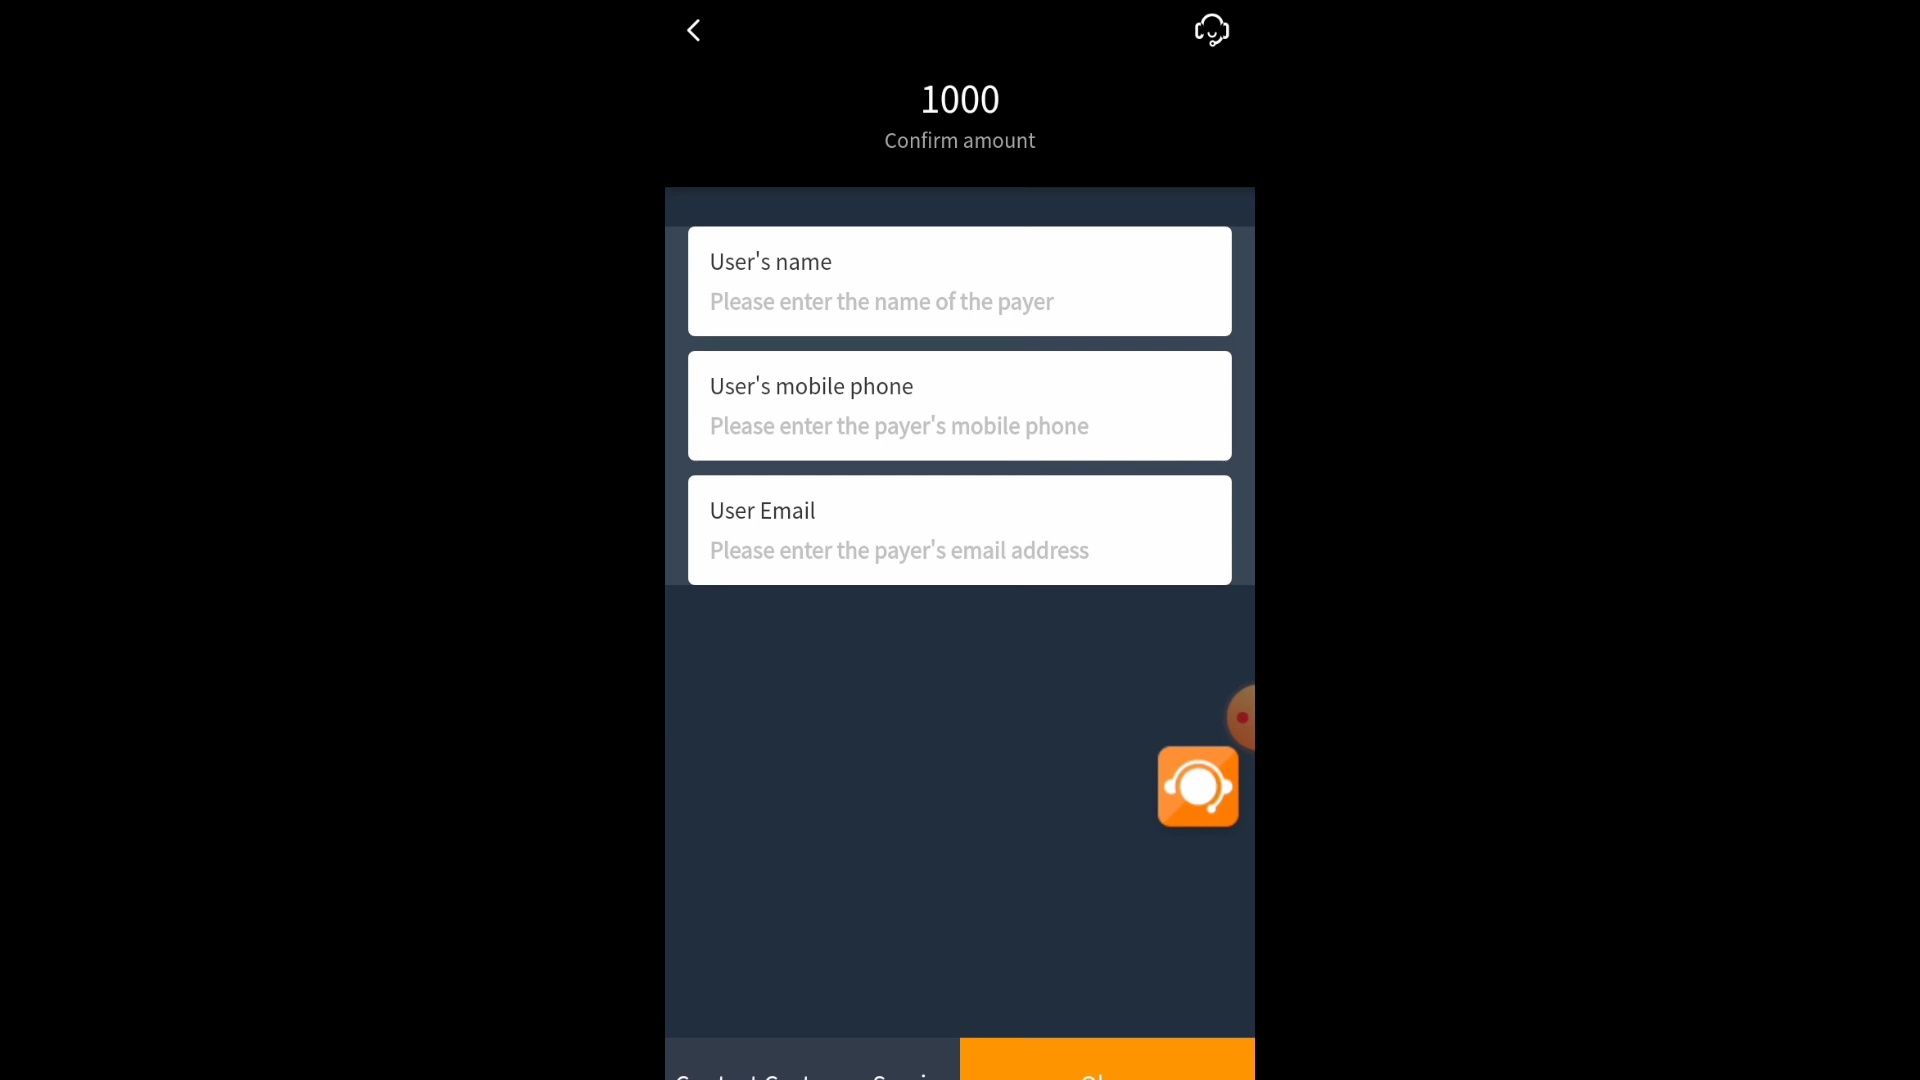 1000
Confirm amount
User's name
Please enter the name of the payer
User's mobile phone
Please enter the payer's mobile phone
User Email
Please enter the payer's email address